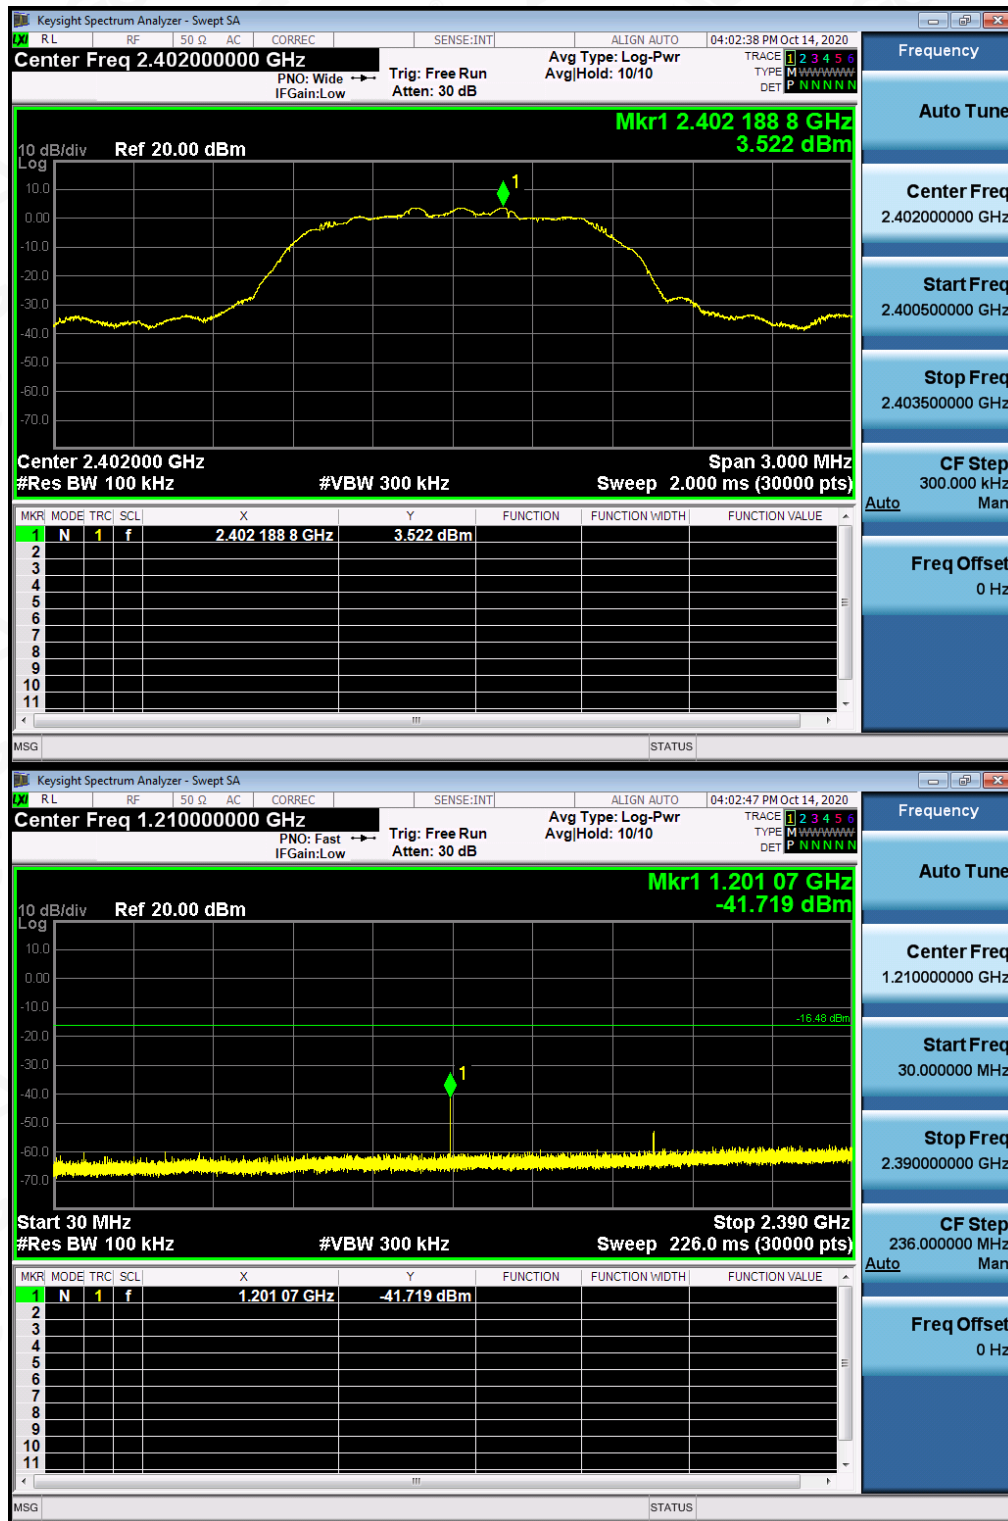 Keysight Spectrum Analyzer - Swept SA
LXI RL RF 50 Ω AC CORREC SENSE:INT ALIGN AUTO 04:02:38 PM Oct 14, 2020
Center Freq 2.402000000 GHz
PNO: Wide
IFGain:Low
Trig: Free Run
Atten: 30 dB
Avg Type: Log-Pwr
Avg|Hold: 10/10
TRACE 1 2 3 4 5 6
TYPE M WWWWW
DET P N N N N N
Mkr1 2.402 188 8 GHz
3.522 dBm
10 dB/div Ref 20.00 dBm
Log
10.0
0.00
-10.0
-20.0
-30.0
-40.0
-50.0
-60.0
-70.0
1
Center 2.402000 GHz Span 3.000 MHz
#Res BW 100 kHz #VBW 300 kHz Sweep 2.000 ms (30000 pts)
MKR MODE TRC SCL X Y FUNCTION FUNCTION WIDTH FUNCTION VALUE
1 N 1 f 2.402 188 8 GHz 3.522 dBm
2
3
4
5
6
7
8
9
10
11
MSG STATUS
Frequency
Auto Tune
Center Freq
2.402000000 GHz
Start Freq
2.400500000 GHz
Stop Freq
2.403500000 GHz
CF Step
300.000 kHz
Auto Man
Freq Offset
0 Hz
Keysight Spectrum Analyzer - Swept SA
LXI RL RF 50 Ω AC CORREC SENSE:INT ALIGN AUTO 04:02:47 PM Oct 14, 2020
Center Freq 1.210000000 GHz
PNO: Fast
IFGain:Low
Trig: Free Run
Atten: 30 dB
Avg Type: Log-Pwr
Avg|Hold: 10/10
TRACE 1 2 3 4 5 6
TYPE M WWWWW
DET P N N N N N
Mkr1 1.201 07 GHz
-41.719 dBm
10 dB/div Ref 20.00 dBm
Log
10.0
0.00
-10.0
-20.0
-30.0
-40.0
-50.0
-60.0
-70.0
-16.48 dBm
1
Start 30 MHz Stop 2.390 GHz
#Res BW 100 kHz #VBW 300 kHz Sweep 226.0 ms (30000 pts)
MKR MODE TRC SCL X Y FUNCTION FUNCTION WIDTH FUNCTION VALUE
1 N 1 f 1.201 07 GHz -41.719 dBm
2
3
4
5
6
7
8
9
10
11
MSG STATUS
Frequency
Auto Tune
Center Freq
1.210000000 GHz
Start Freq
30.000000 MHz
Stop Freq
2.390000000 GHz
CF Step
236.000000 MHz
Auto Man
Freq Offset
0 Hz